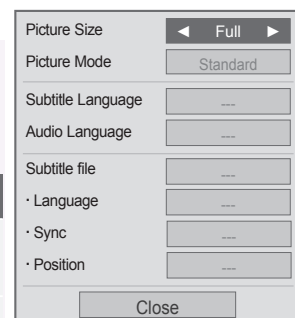 Picture Size ◄ Full ►
Picture Mode Standard
Subtitle Language ---
Audio Language ---
Subtitle file ---
· Language ---
· Sync ---
· Position ---
Close